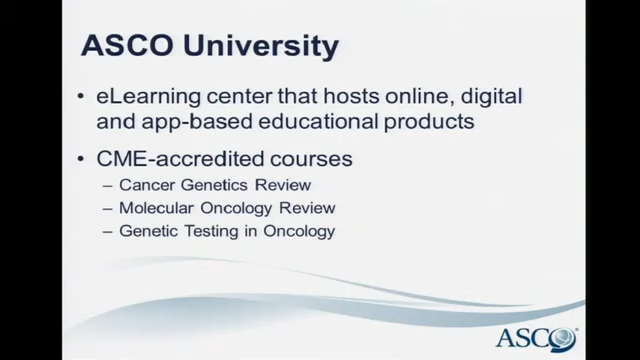 ASCO University
• eLearning center that hosts online, digital
and app-based educational products
• CME-accredited courses
– Cancer Genetics Review
– Molecular Oncology Review
– Genetic Testing in Oncology
ASCO